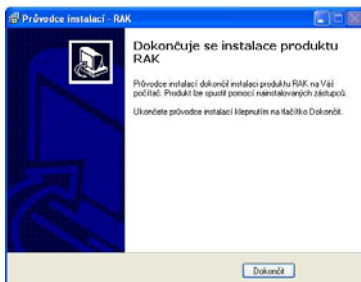 Průvodce instalací - RAK
Dokončuje se instalace produktu
RAK
Průvodce instalací dokončil instalaci produktu RAK na Váš
počítač. Produkt lze spustit pomocí nainstalovaných zástupců.
Ukončete průvodce instalací klepnutím na tlačítko Dokončit.
Dokončit